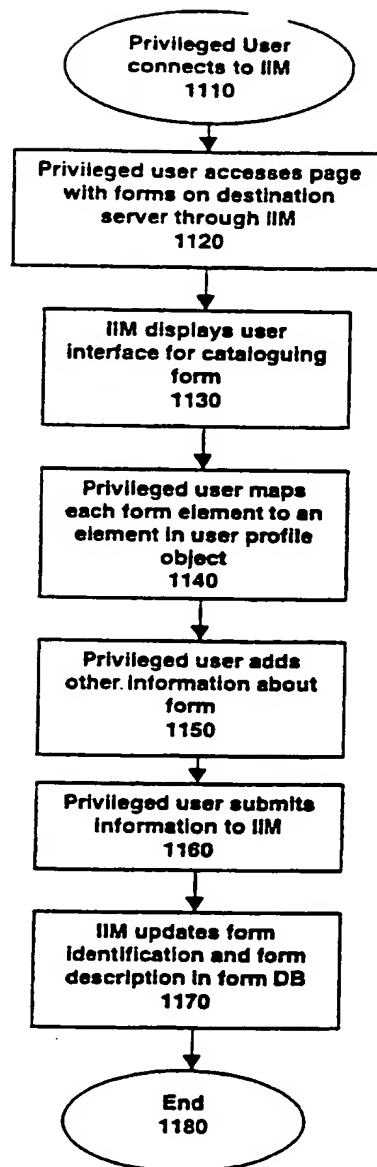 Privileged User
connects to IIM
1110
Privileged user accesses page
with forms on destination
server through IIM
1120
IIM displays user
interface for cataloguing
form
1130
Privileged user maps
each form element to an
element in user profile
object
1140
Privileged user adds
other.information about
form
1150
Privileged user submits
information to IIM
1160
IIM updates form
identification and form
description in form DB
1170
End
1180